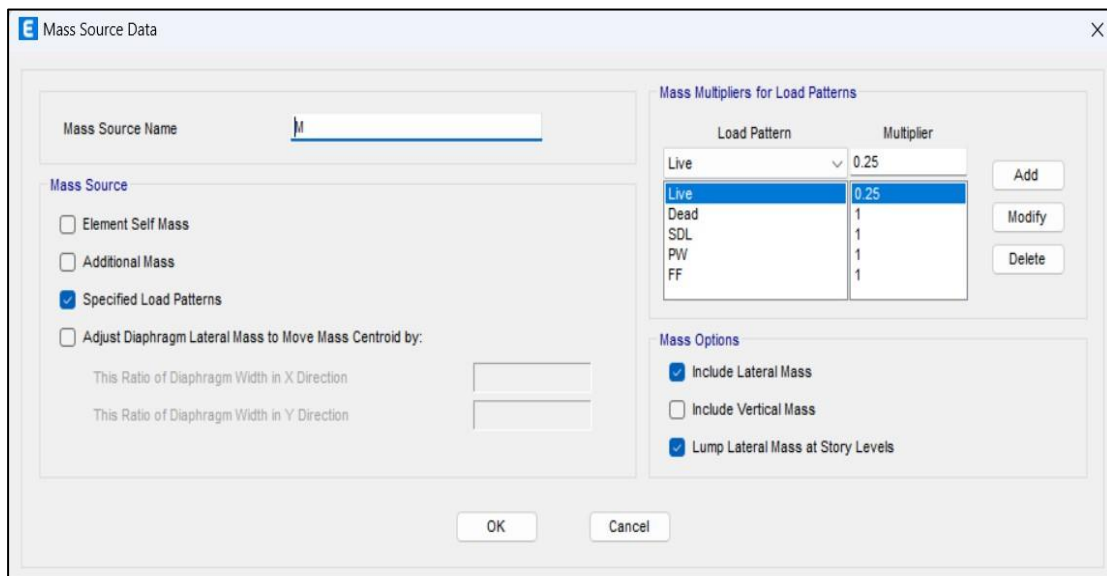 E Mass Source Data X
Mass Source Name M
Mass Source
Element Self Mass
Additional Mass
Specified Load Patterns
Adjust Diaphragm Lateral Mass to Move Mass Centroid by:
This Ratio of Diaphragm Width in X Direction
This Ratio of Diaphragm Width in Y Direction
Mass Multipliers for Load Patterns
Load Pattern Multiplier
Live 0.25
Live 0.25
Dead 1
SDL 1
PW 1
FF 1
Add
Modify
Delete
Mass Options
Include Lateral Mass
Include Vertical Mass
Lump Lateral Mass at Story Levels
OK Cancel